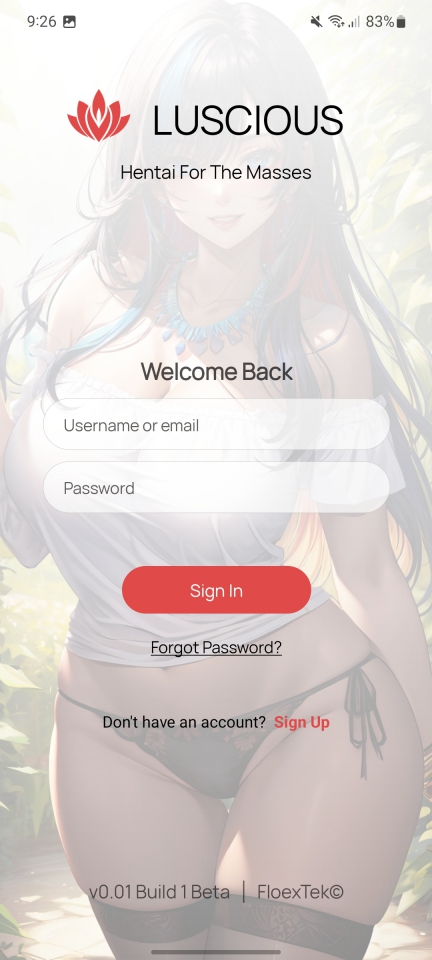 9:26 83%
LUSCIOUS
Hentai For The Masses
Welcome Back
Username or email
Password
Sign In
Forgot Password?
Don't have an account? Sign Up
v0.01 Build 1 Beta | FloexTek©